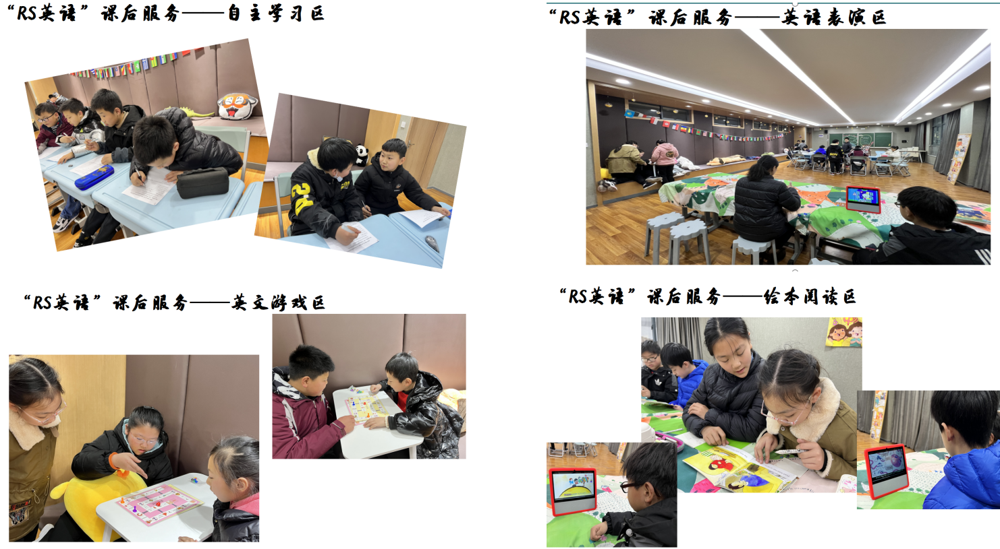 “RS英语”课后服务——自主学习区
“RS英语”课后服务——英语表演区
“RS英语”课后服务——英文游戏区
“RS英语”课后服务——绘本阅读区